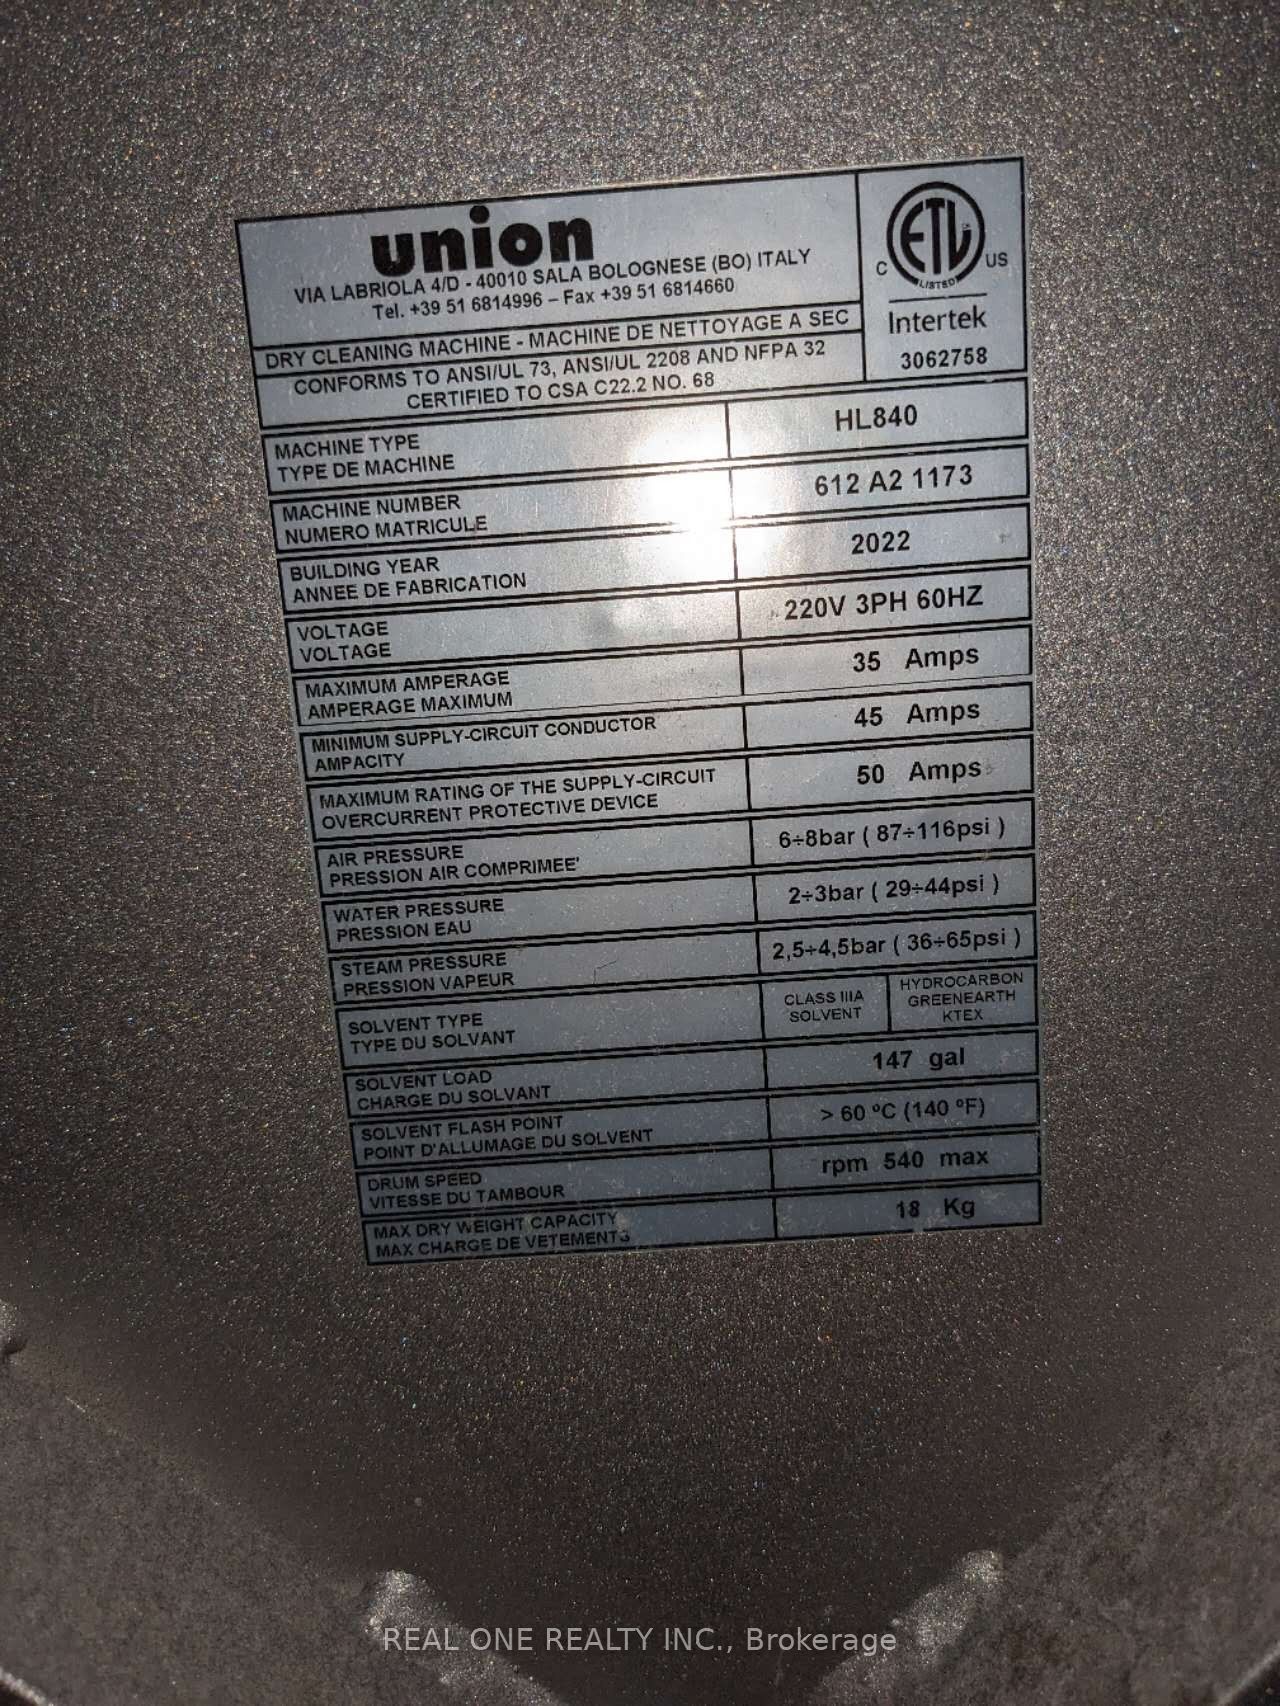 union
VIA LABRIOLA 4/D - 40010 SALA BOLOGNESE (BO) ITALY
Tel. +39 51 6814996 – Fax +39 51 6814660
ETL
C US
LISTED
Intertek
3062758
DRY CLEANING MACHINE - MACHINE DE NETTOYAGE A SEC
CONFORMS TO ANSI/UL 73, ANSI/UL 2208 AND NFPA 32
CERTIFIED TO CSA C22.2 NO. 68
MACHINE TYPE
TYPE DE MACHINE
HL840
MACHINE NUMBER
NUMERO MATRICULE
612 A2 1173
BUILDING YEAR
ANNEE DE FABRICATION
2022
VOLTAGE
VOLTAGE
220V 3PH 60HZ
MAXIMUM AMPERAGE
AMPERAGE MAXIMUM
35 Amps
MINIMUM SUPPLY-CIRCUIT CONDUCTOR
AMPACITY
45 Amps
MAXIMUM RATING OF THE SUPPLY-CIRCUIT
OVERCURRENT PROTECTIVE DEVICE
50 Amps
AIR PRESSURE
PRESSION AIR COMPRIMEE'
6÷8bar ( 87÷116psi )
WATER PRESSURE
PRESSION EAU
2÷3bar ( 29÷44psi )
STEAM PRESSURE
PRESSION VAPEUR
2,5÷4,5bar ( 36÷65psi )
SOLVENT TYPE
TYPE DU SOLVANT
CLASS IIIA
SOLVENT
HYDROCARBON
GREENEARTH
KTEX
SOLVENT LOAD
CHARGE DU SOLVANT
147 gal
SOLVENT FLASH POINT
POINT D'ALLUMAGE DU SOLVENT
> 60 ºC (140 ºF)
DRUM SPEED
VITESSE DU TAMBOUR
rpm 540 max
MAX DRY WEIGHT CAPACITY
MAX CHARGE DE VETEMENTS
18 Kg
REAL ONE REALTY INC., Brokerage